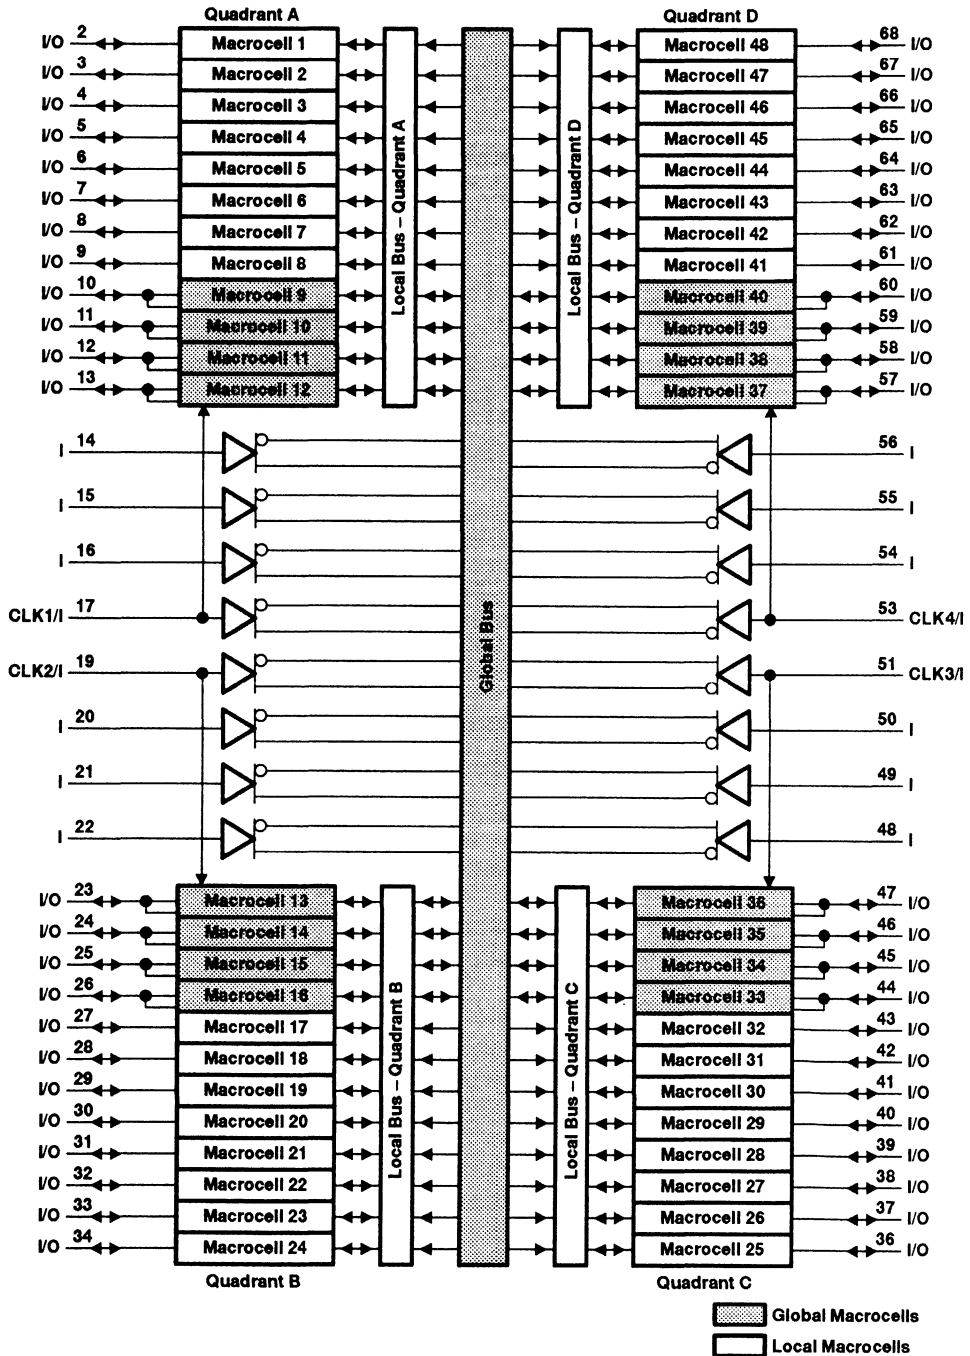 Quadrant A Quadrant D
I/O 2 Macrocell 1 Macrocell 48 68 I/O
I/O 3 Macrocell 2 Macrocell 47 67 I/O
I/O 4 Macrocell 3 Macrocell 46 66 I/O
I/O 5 Macrocell 4 Macrocell 45 65 I/O
I/O 6 Macrocell 5 Macrocell 44 64 I/O
I/O 7 Macrocell 6 Macrocell 43 63 I/O
I/O 8 Macrocell 7 Macrocell 42 62 I/O
I/O 9 Macrocell 8 Macrocell 41 61 I/O
I/O 10 Macrocell 9 Macrocell 40 60 I/O
I/O 11 Macrocell 10 Macrocell 39 59 I/O
I/O 12 Macrocell 11 Macrocell 38 58 I/O
I/O 13 Macrocell 12 Macrocell 37 57 I/O
Local Bus – Quadrant A
Local Bus – Quadrant D
I 14 56 I
I 15 55 I
I 16 54 I
CLK1/I 17 53 CLK4/I
Global Bus
CLK2/I 19 51 CLK3/I
I 20 50 I
I 21 49 I
I 22 48 I
I/O 23 Macrocell 13 Macrocell 36 47 I/O
I/O 24 Macrocell 14 Macrocell 35 46 I/O
I/O 25 Macrocell 15 Macrocell 34 45 I/O
I/O 26 Macrocell 16 Macrocell 33 44 I/O
I/O 27 Macrocell 17 Macrocell 32 43 I/O
I/O 28 Macrocell 18 Macrocell 31 42 I/O
I/O 29 Macrocell 19 Macrocell 30 41 I/O
I/O 30 Macrocell 20 Macrocell 29 40 I/O
I/O 31 Macrocell 21 Macrocell 28 39 I/O
I/O 32 Macrocell 22 Macrocell 27 38 I/O
I/O 33 Macrocell 23 Macrocell 26 37 I/O
I/O 34 Macrocell 24 Macrocell 25 36 I/O
Local Bus – Quadrant B
Local Bus – Quadrant C
Quadrant B Quadrant C
Global Macrocells
Local Macrocells